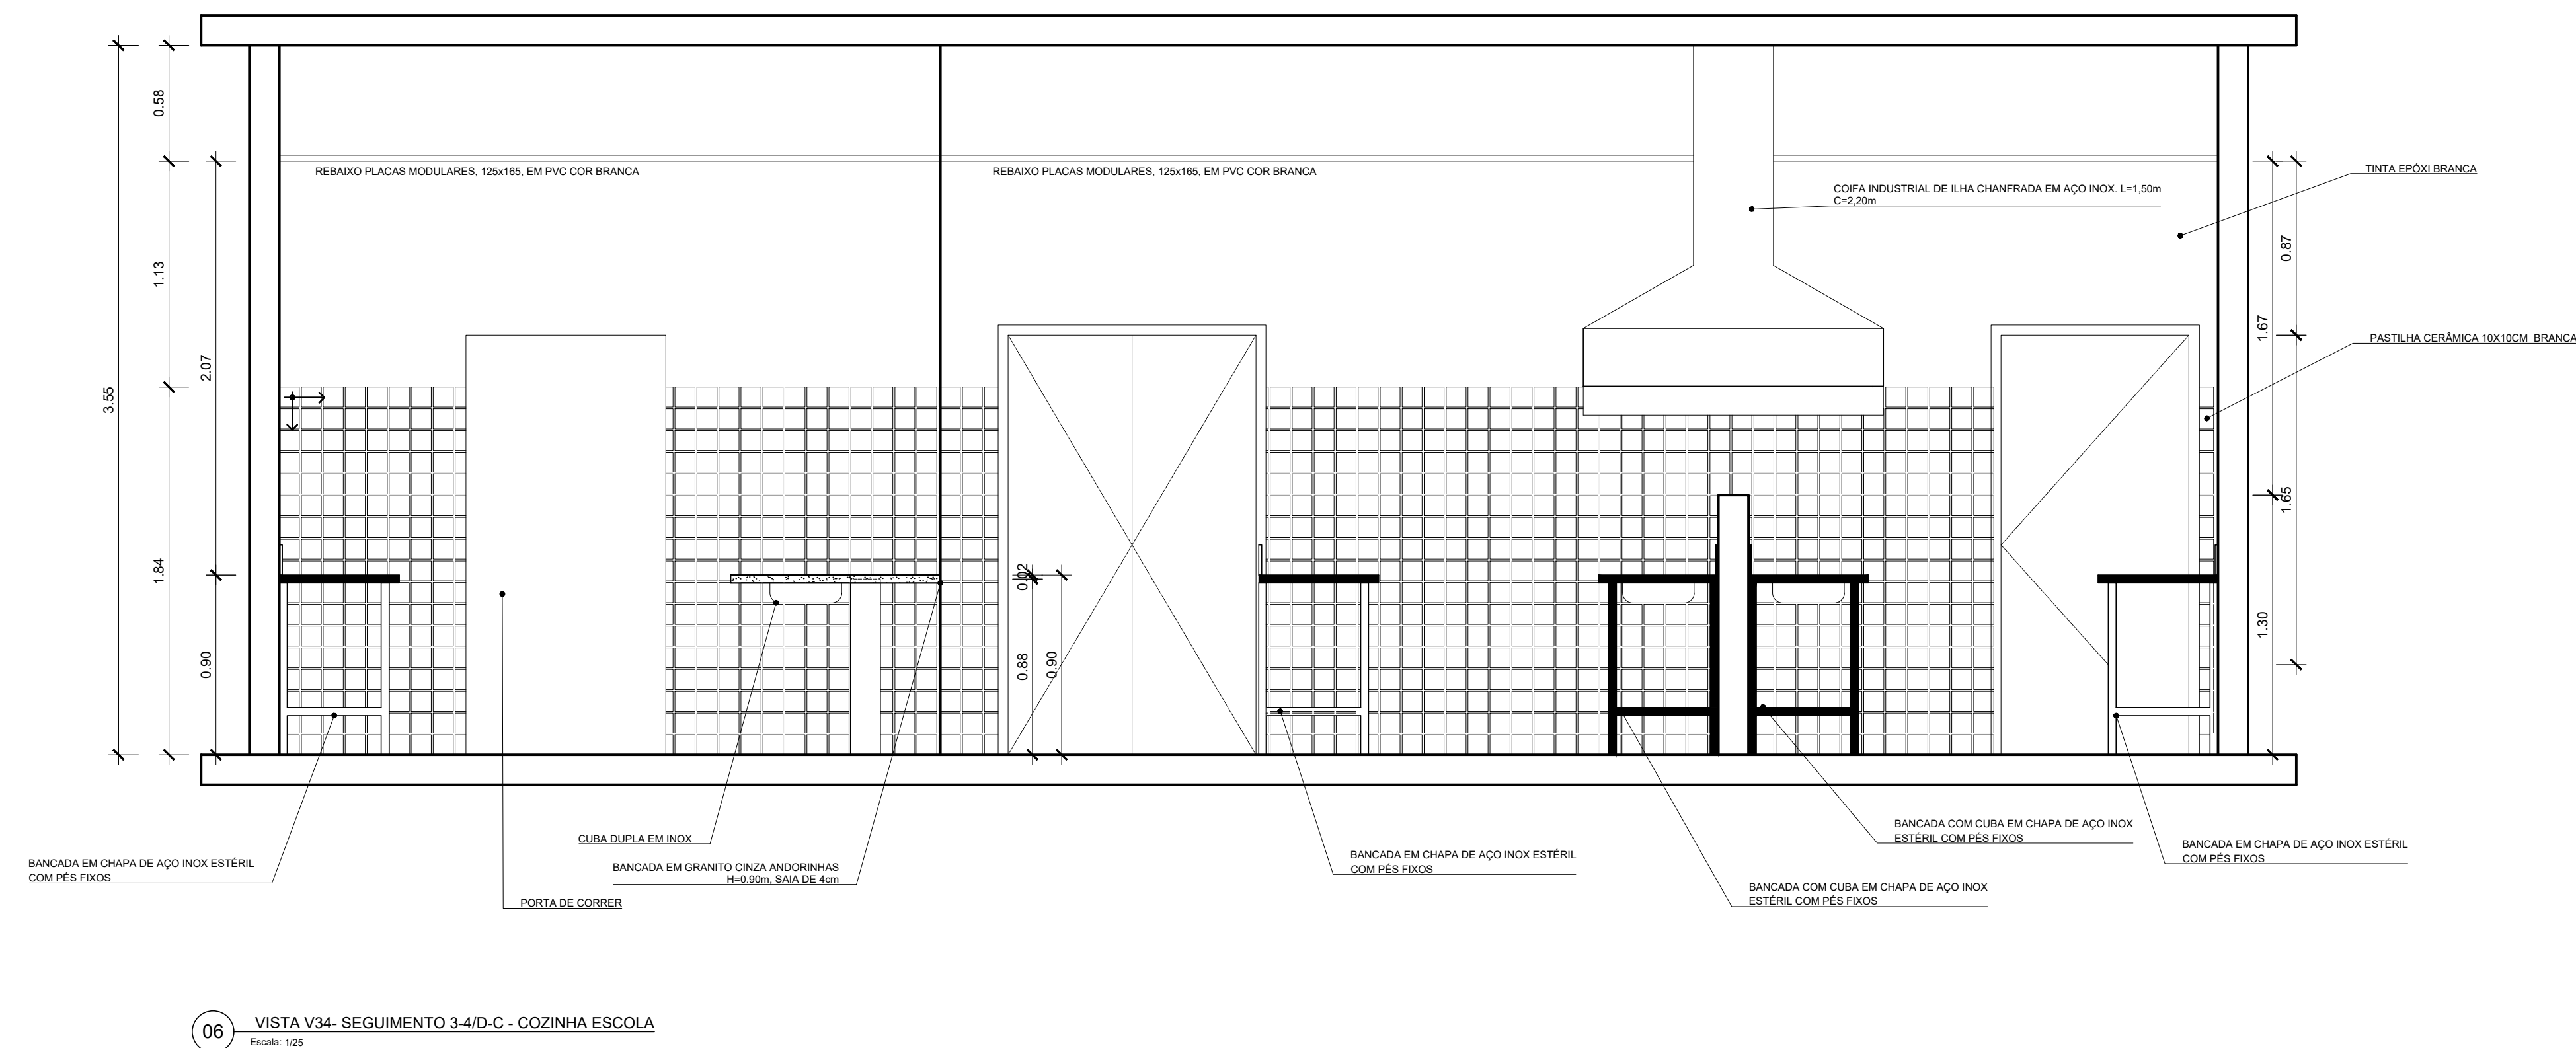 0.58
REBAIXO PLACAS MODULARES, 125x165, EM PVC COR BRANCA
REBAIXO PLACAS MODULARES, 125x165, EM PVC COR BRANCA
TINTA EPÓXI BRANCA
COIFA INDUSTRIAL DE ILHA CHANFRADA EM AÇO INOX. L=1,50m
C=2,20m
0.87
1.13
1.67
PASTILHA CERÂMICA 10X10CM  BRANCA
2.07
3.55
1.65
1.84
0.02
1.30
0.90
0.88
0.90
CUBA DUPLA EM INOX
BANCADA COM CUBA EM CHAPA DE AÇO INOX
ESTÉRIL COM PÉS FIXOS
BANCADA EM CHAPA DE AÇO INOX ESTÉRIL
COM PÉS FIXOS
BANCADA EM CHAPA DE AÇO INOX ESTÉRIL
COM PÉS FIXOS
BANCADA EM GRANITO CINZA ANDORINHAS
H=0.90m, SAIA DE 4cm
BANCADA EM CHAPA DE AÇO INOX ESTÉRIL
COM PÉS FIXOS
BANCADA COM CUBA EM CHAPA DE AÇO INOX
ESTÉRIL COM PÉS FIXOS
PORTA DE CORRER
06
VISTA V34- SEGUIMENTO 3-4/D-C - COZINHA ESCOLA
Escala: 1/25